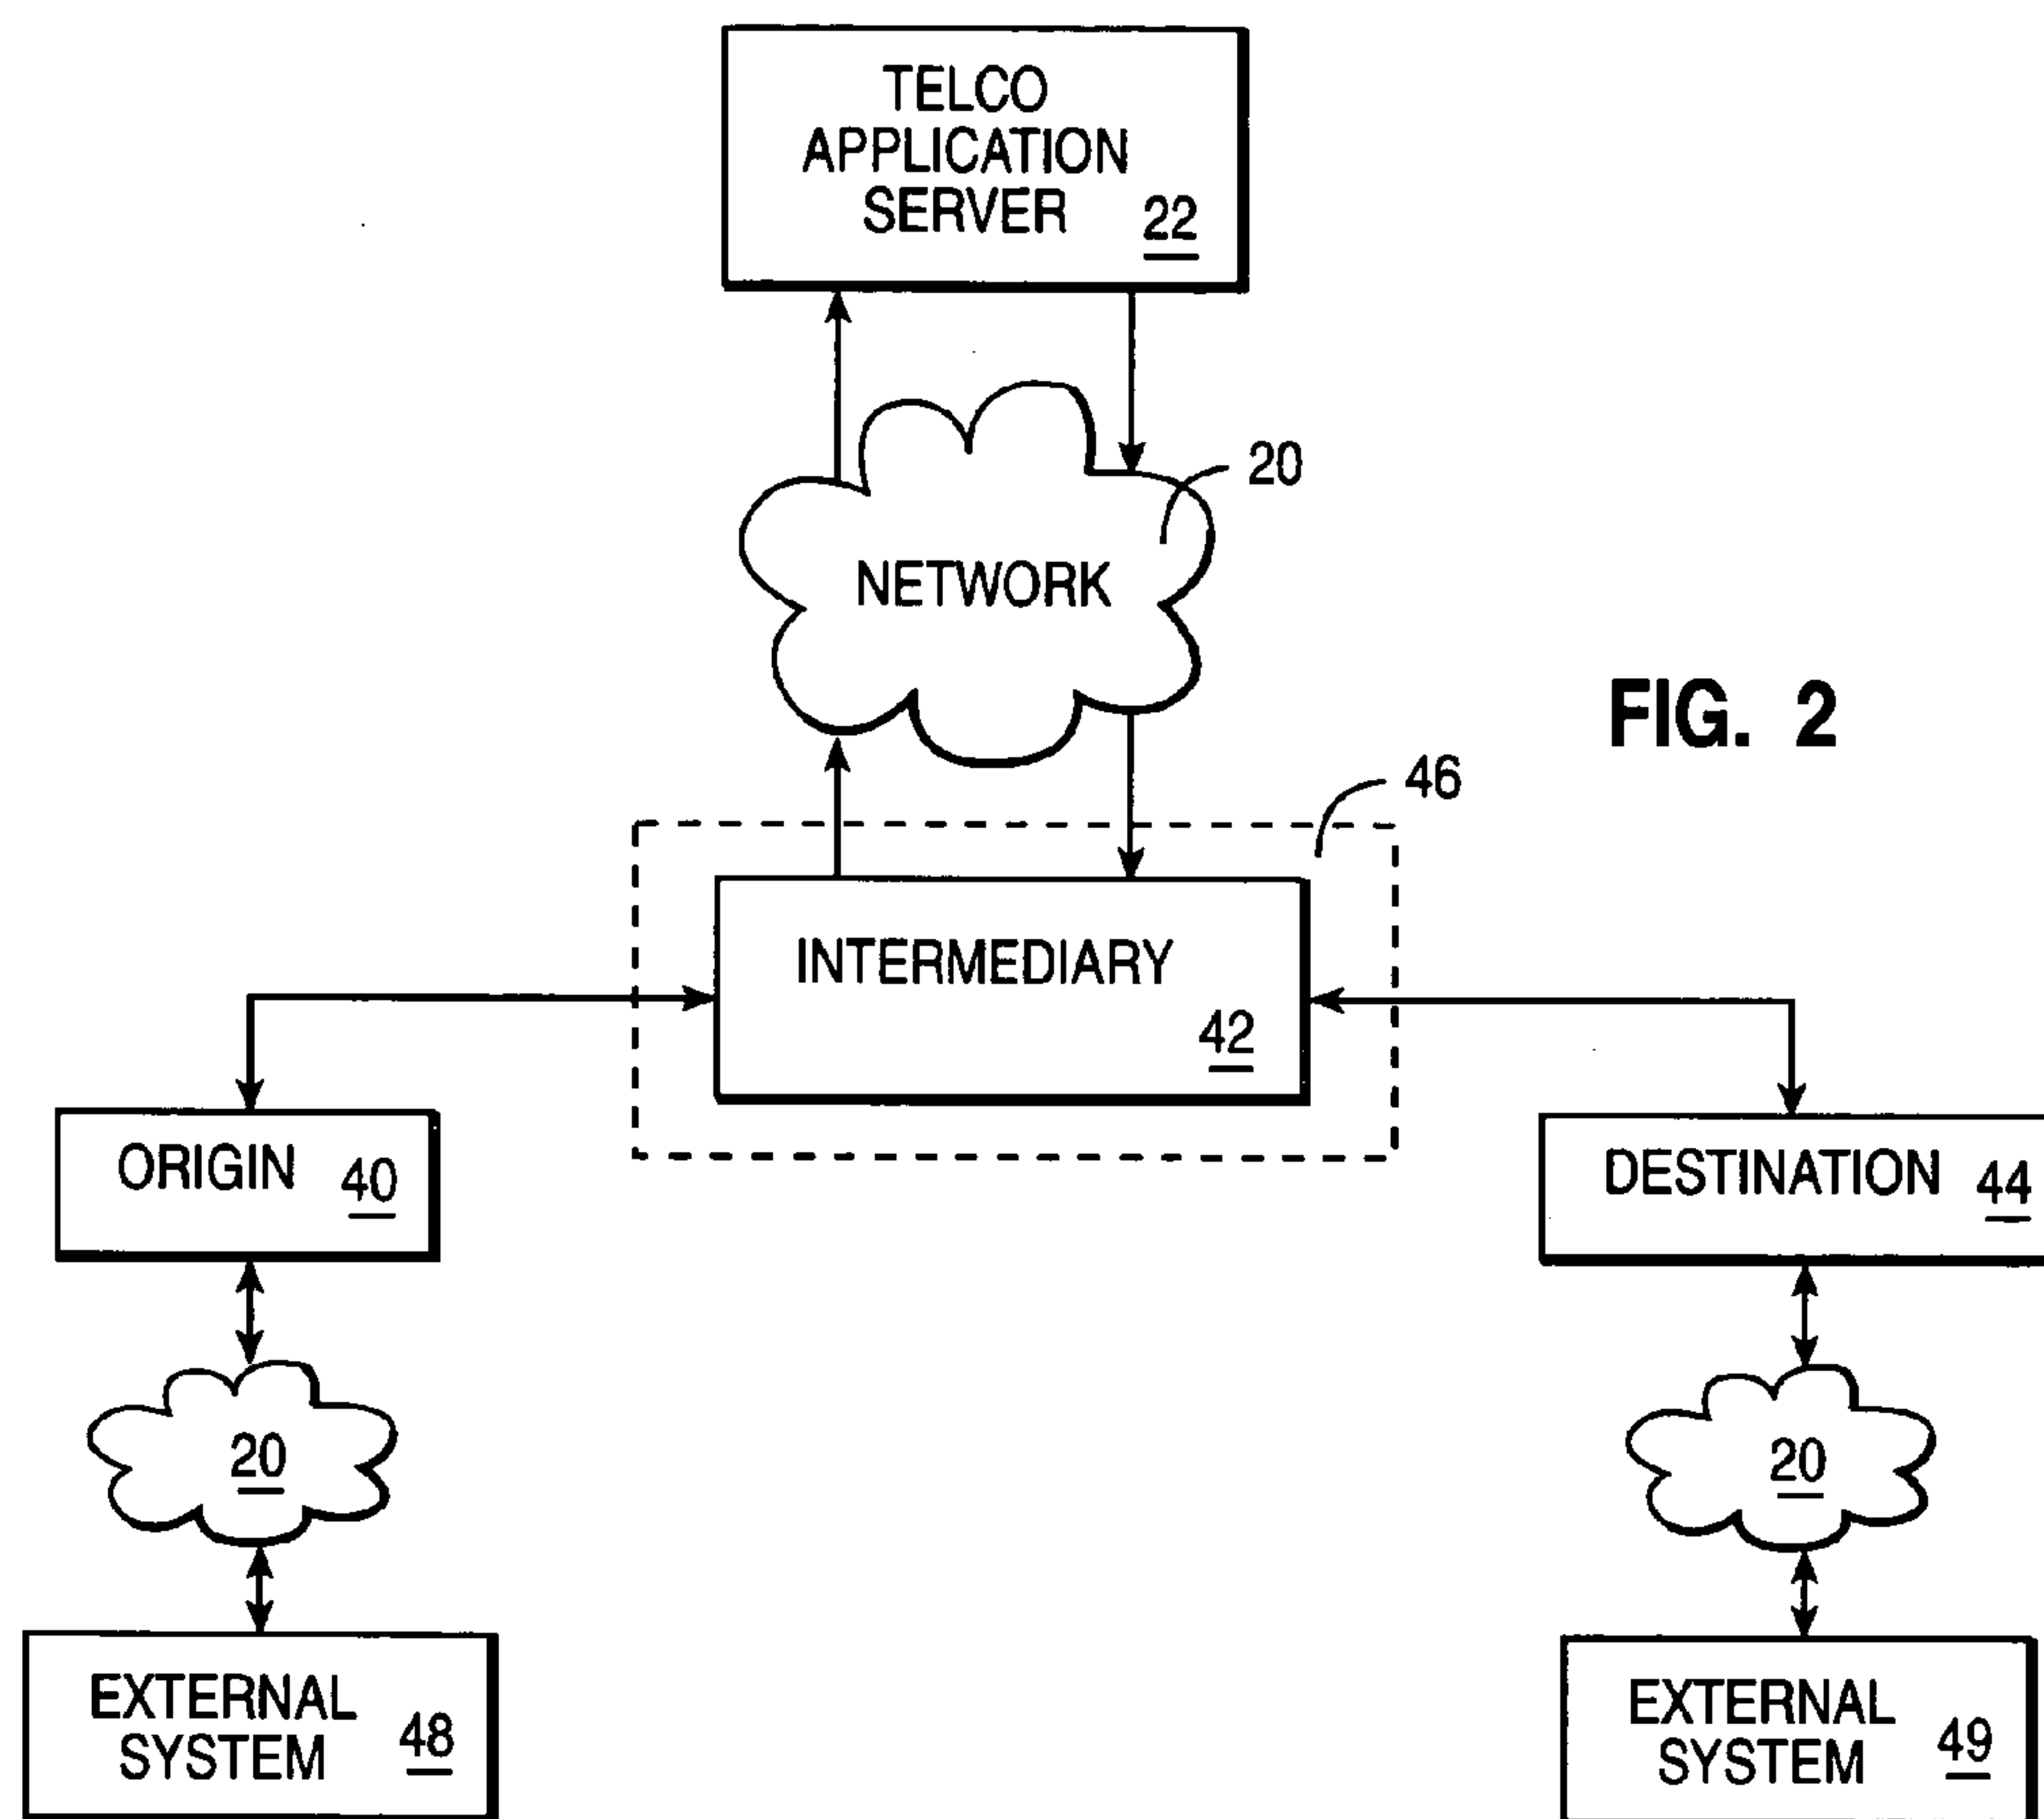 TELCO
APPLICATION
SERVER 22
20
NETWORK
FIG. 2
46
INTERMEDIARY
42
ORIGIN 40
DESTINATION 44
20
20
EXTERNAL
SYSTEM 48
EXTERNAL
SYSTEM 49